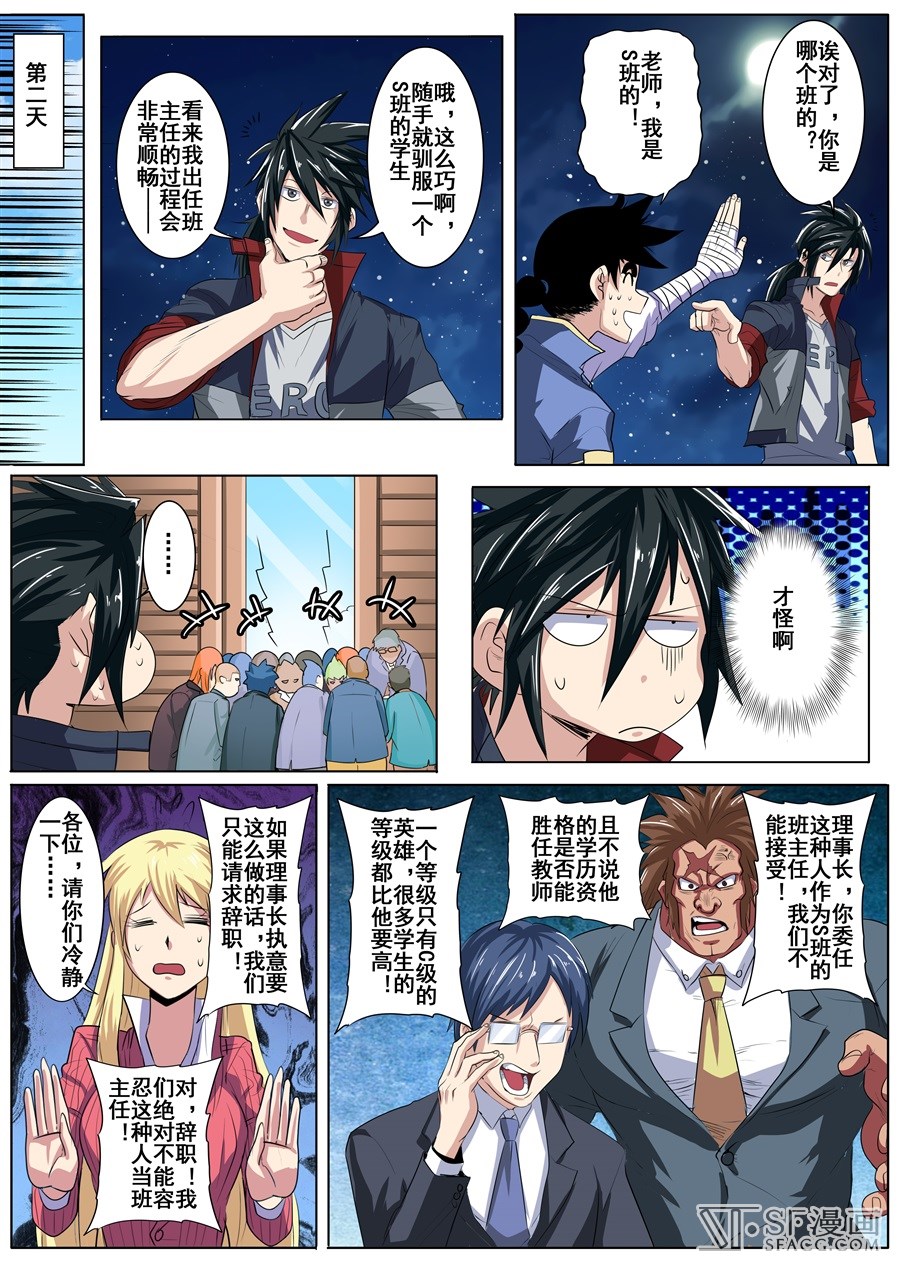 诶对了，你是
哪个班的？
老师，我是
S班的！
哦，这么巧啊，
随手就驯服一个
S班的学生
看来我出任班
主任的过程会
非常顺畅——
ERO
ERC
第二天
才怪啊
……
理事长，你委任
这种人作为S班的
班主任，我们不
能接受！
且不说他
的学历资
格是否能
胜任教师
一个等级只有C级的
英雄，很多学生的
等级都比他要高！
如果理事长执意要
这么做的话，我们
只能请求辞职！
各位，请你们冷静
一下……
对，辞职！我
们绝对不能容
忍这种人当班
主任！
SF漫画
SFACG.COM